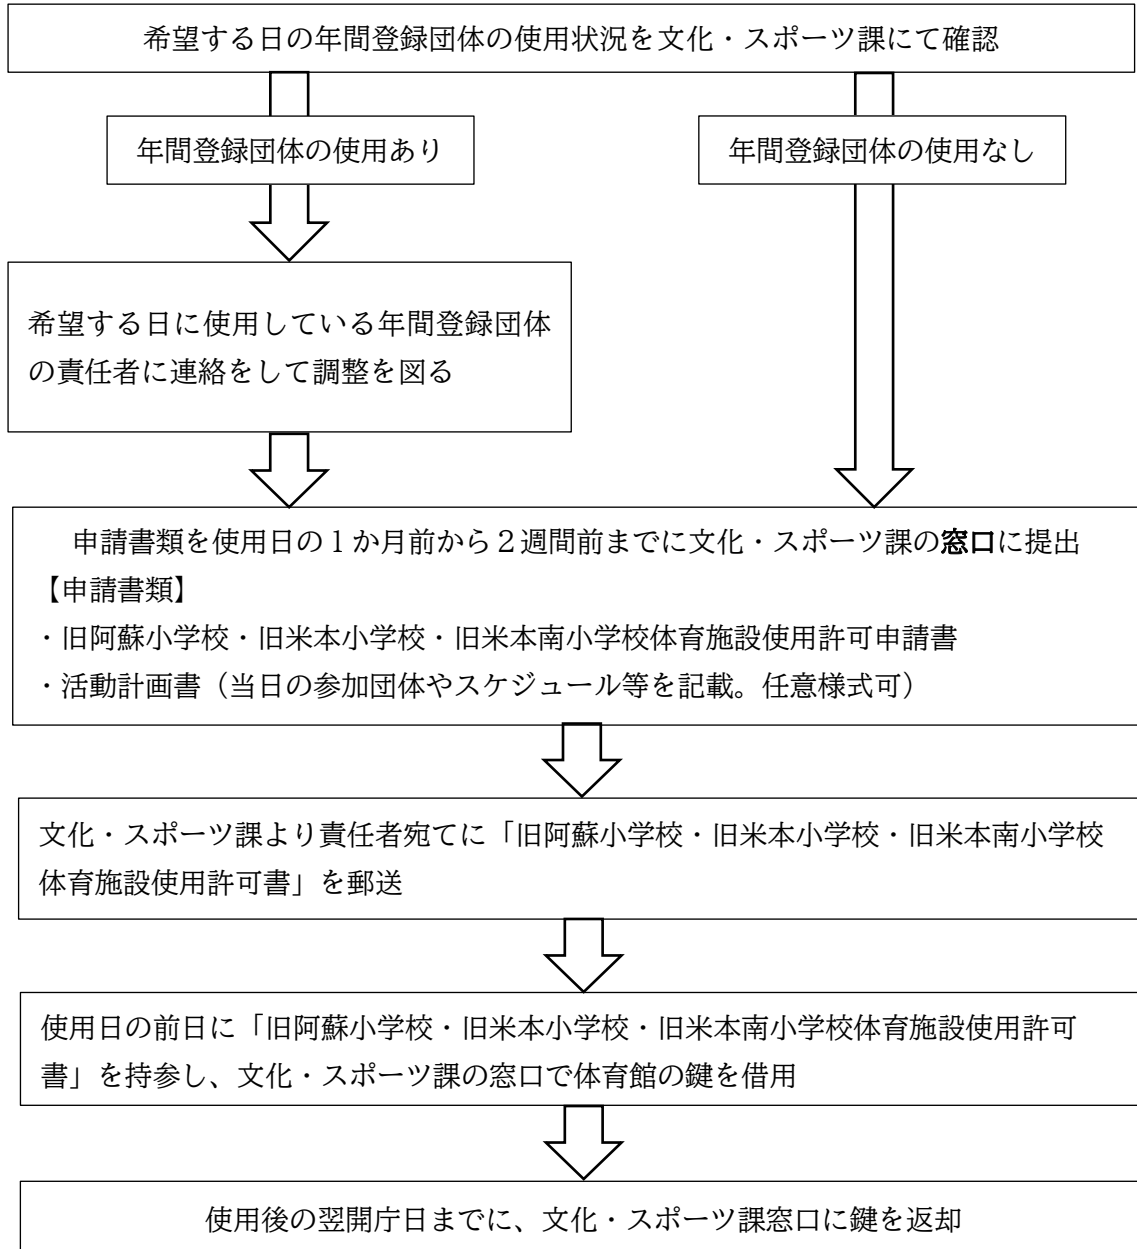 希望する日の年間登録団体の使用状況を文化・スポーツ課にて確認
年間登録団体の使用あり
年間登録団体の使用なし
希望する日に使用している年間登録団体
の責任者に連絡をして調整を図る
申請書類を使用日の１か月前から２週間前までに文化・スポーツ課の窓口に提出
【申請書類】
・旧阿蘇小学校・旧米本小学校・旧米本南小学校体育施設使用許可申請書
・活動計画書（当日の参加団体やスケジュール等を記載。任意様式可）
文化・スポーツ課より責任者宛てに「旧阿蘇小学校・旧米本小学校・旧米本南小学校
体育施設使用許可書」を郵送
使用日の前日に「旧阿蘇小学校・旧米本小学校・旧米本南小学校体育施設使用許可
書」を持参し、文化・スポーツ課の窓口で体育館の鍵を借用
使用後の翌開庁日までに、文化・スポーツ課窓口に鍵を返却